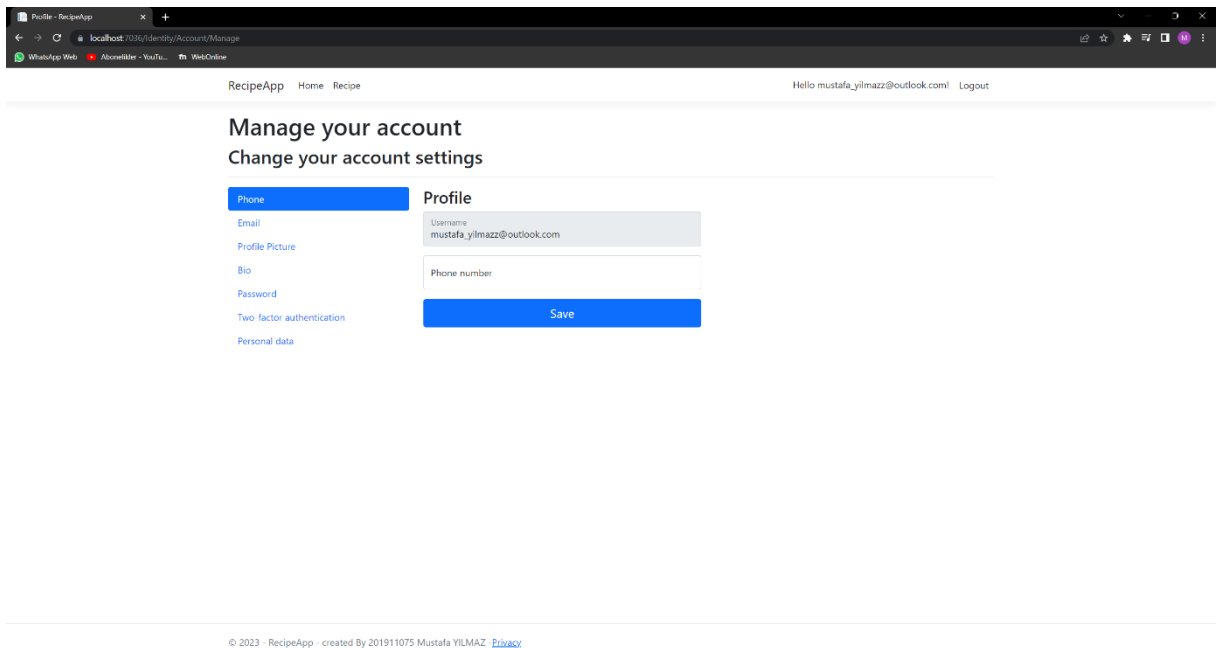 Profile - RecipeApp
localhost:7036/Identity/Account/Manage
WhatsApp Web Abonelikler - YouTu... WebOnline
RecipeApp Home Recipe Hello mustafa_yilmazz@outlook.com! Logout
Manage your account
Change your account settings
Phone
Email
Profile Picture
Bio
Password
Two-factor authentication
Personal data
Profile
Username
mustafa_yilmazz@outlook.com
Phone number
Save
© 2023 - RecipeApp - created By 201911075 Mustafa YILMAZ - Privacy